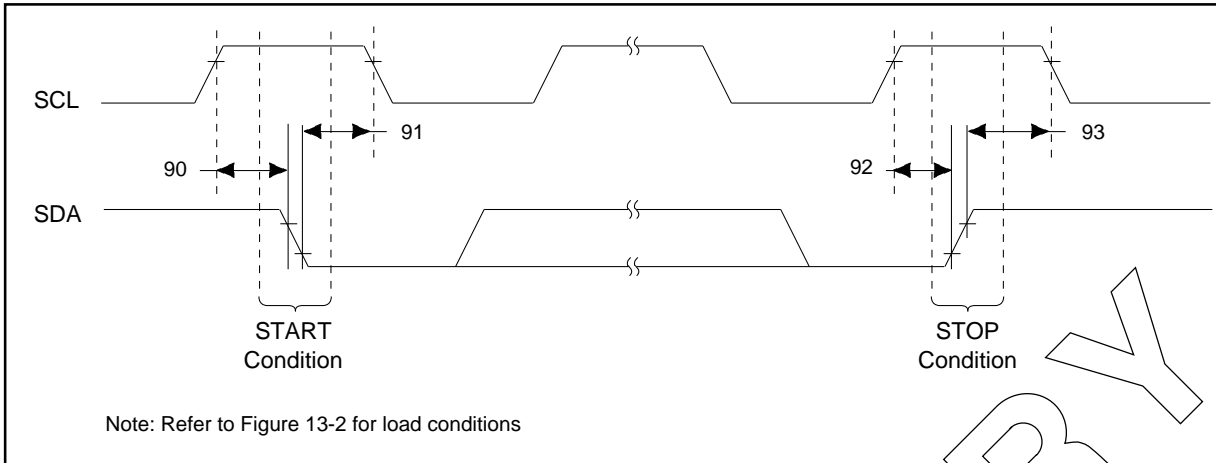 SCL
91
93
90
92
SDA
START
Condition
STOP
Condition
Note: Refer to Figure 13-2 for load conditions
R Y